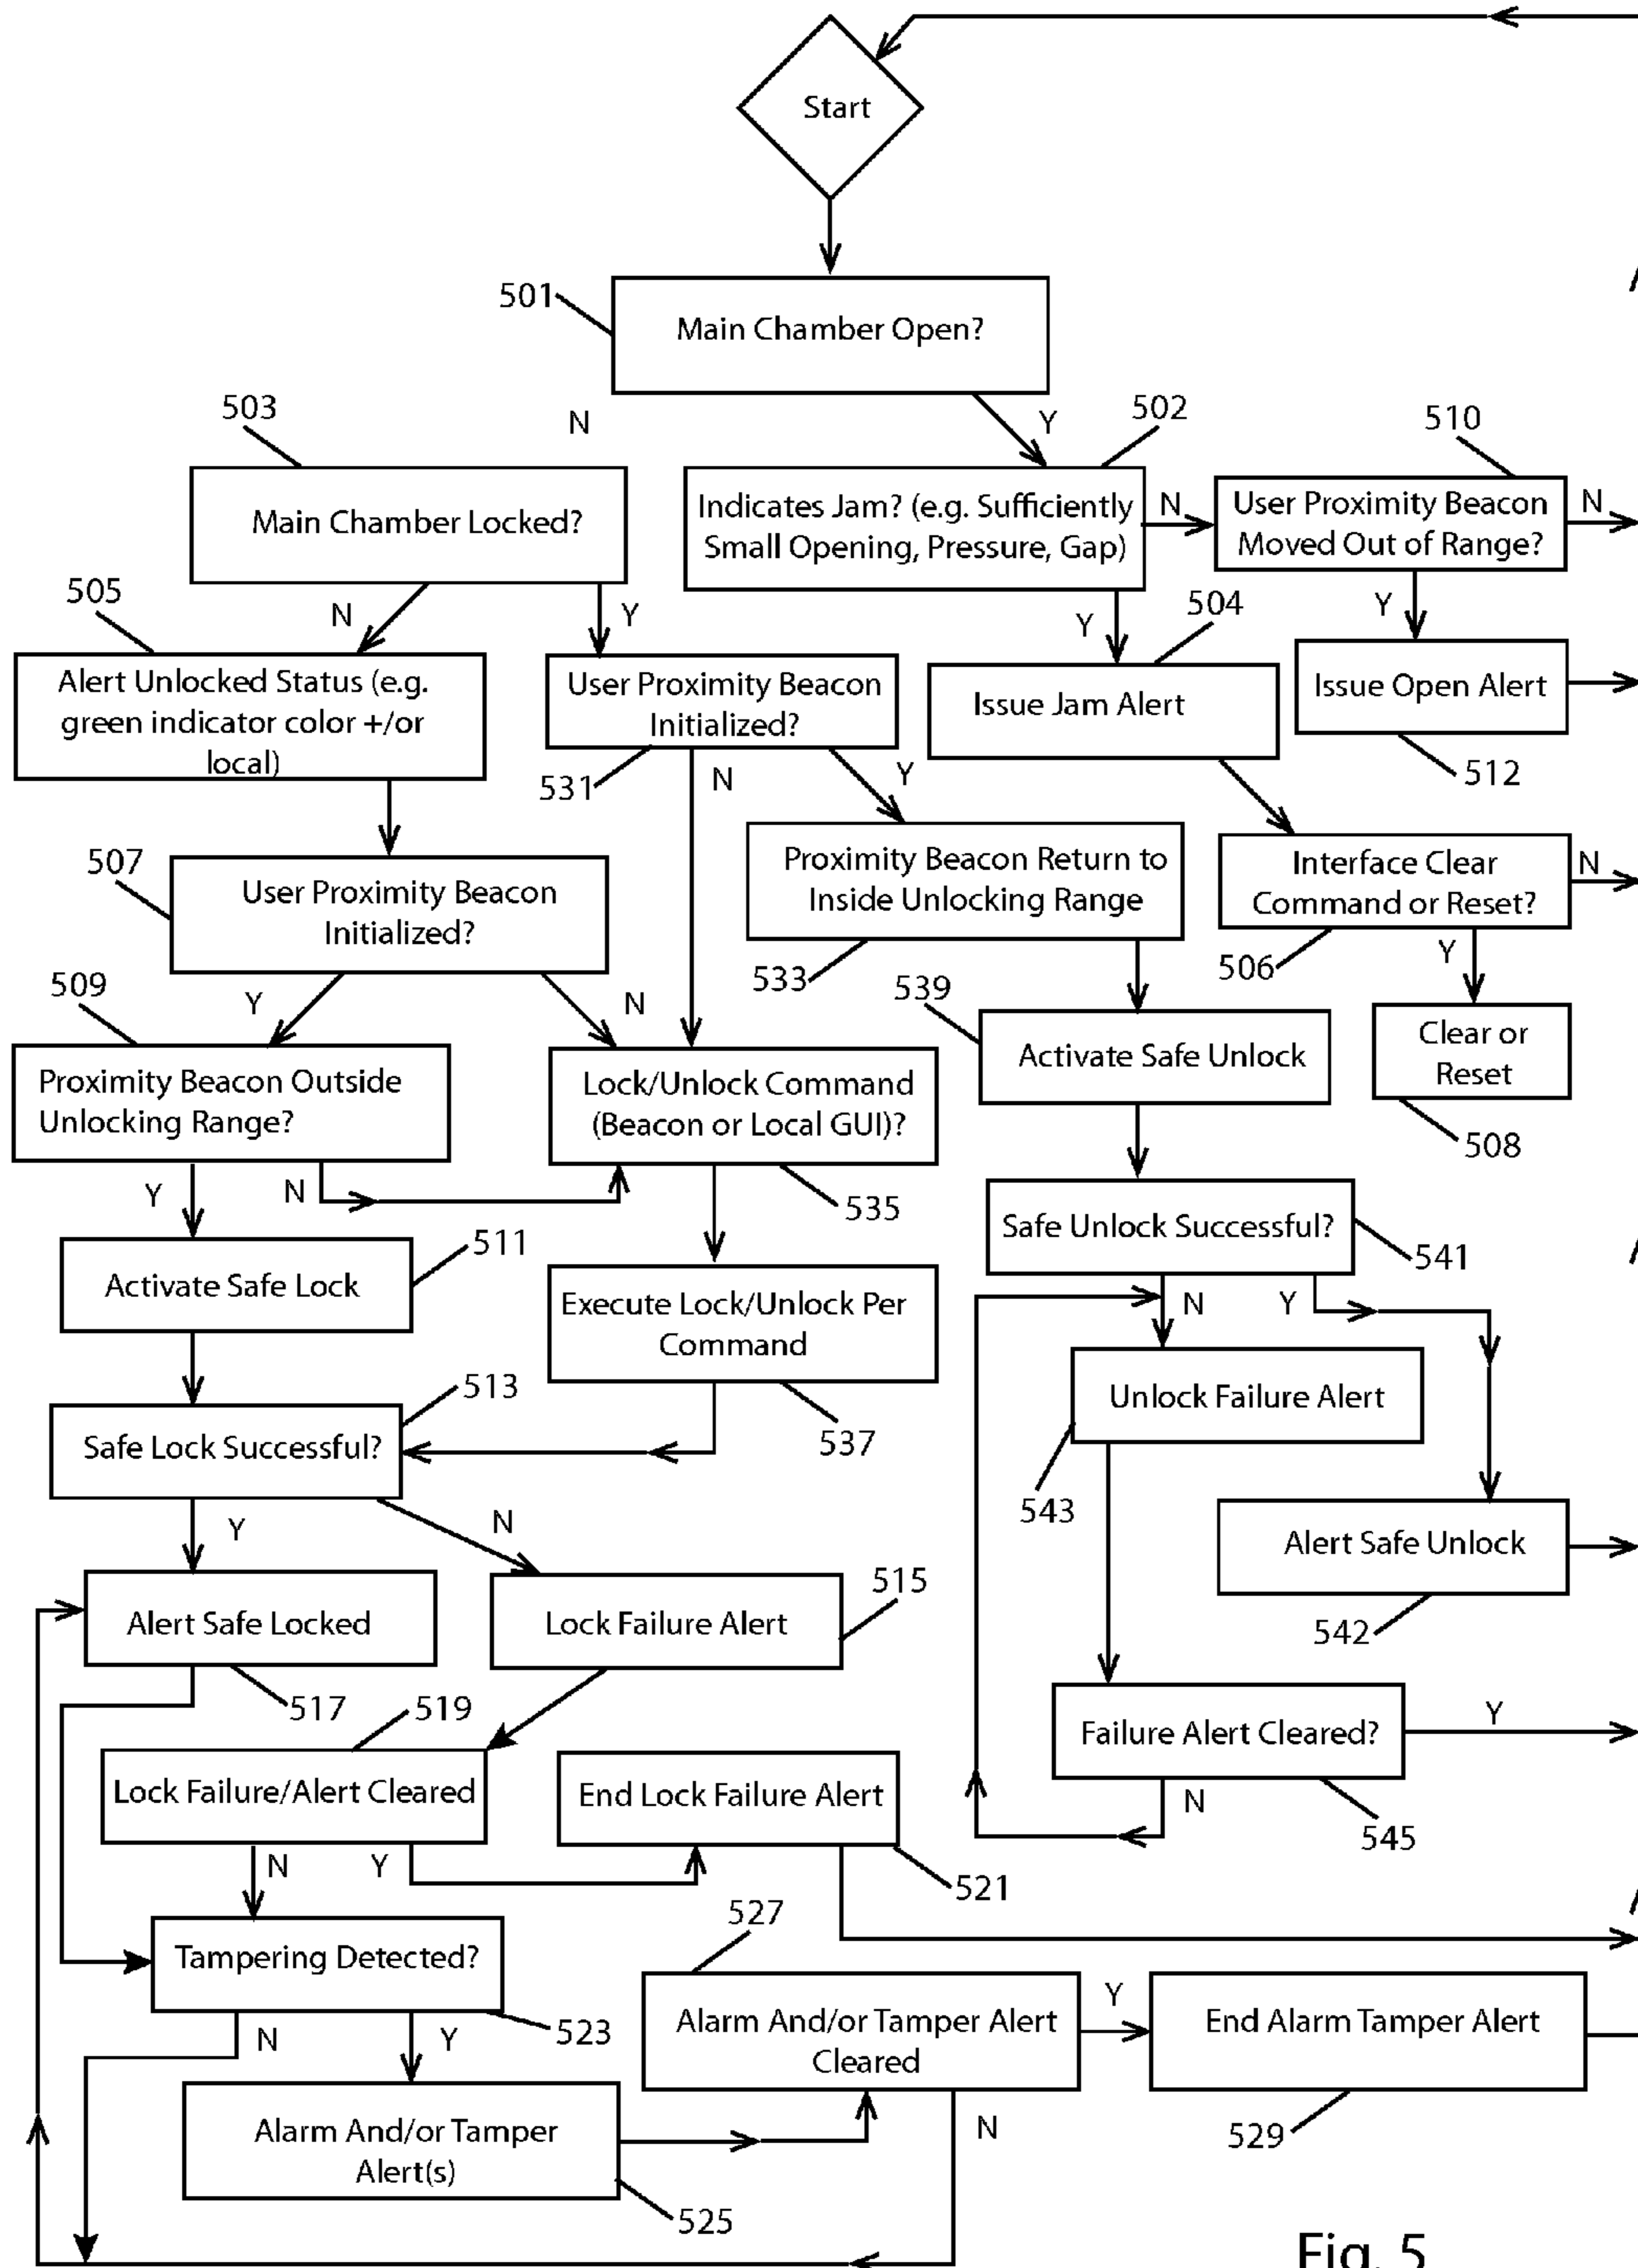 Start
501
Main Chamber Open?
503
N
Y
502
510
Main Chamber Locked?
Indicates Jam? (e.g. Sufficiently
Small Opening, Pressure, Gap)
N
User Proximity Beacon
Moved Out of Range?
N
505
N
Y
Y
504
Y
Alert Unlocked Status (e.g.
green indicator color +/or
local)
User Proximity Beacon
Initialized?
Issue Jam Alert
Issue Open Alert
531
N
Y
512
507
User Proximity Beacon
Initialized?
Proximity Beacon Return to
Inside Unlocking Range
Interface Clear
Command or Reset?
N
533
506
Y
509
Y
N
539
Proximity Beacon Outside
Unlocking Range?
Lock/Unlock Command
(Beacon or Local GUI)?
Activate Safe Unlock
Clear or
Reset
508
Y
N
535
Safe Unlock Successful?
541
511
Activate Safe Lock
Execute Lock/Unlock Per
Command
N
Y
513
537
Unlock Failure Alert
Safe Lock Successful?
543
Y
N
Alert Safe Unlock
542
515
Alert Safe Locked
Lock Failure Alert
517
519
Failure Alert Cleared?
Y
Lock Failure/Alert Cleared
End Lock Failure Alert
N
545
N
Y
521
527
Tampering Detected?
523
N
Y
Alarm And/or Tamper Alert
Cleared
Y
End Alarm Tamper Alert
Alarm And/or Tamper
Alert(s)
N
529
525
Fig. 5